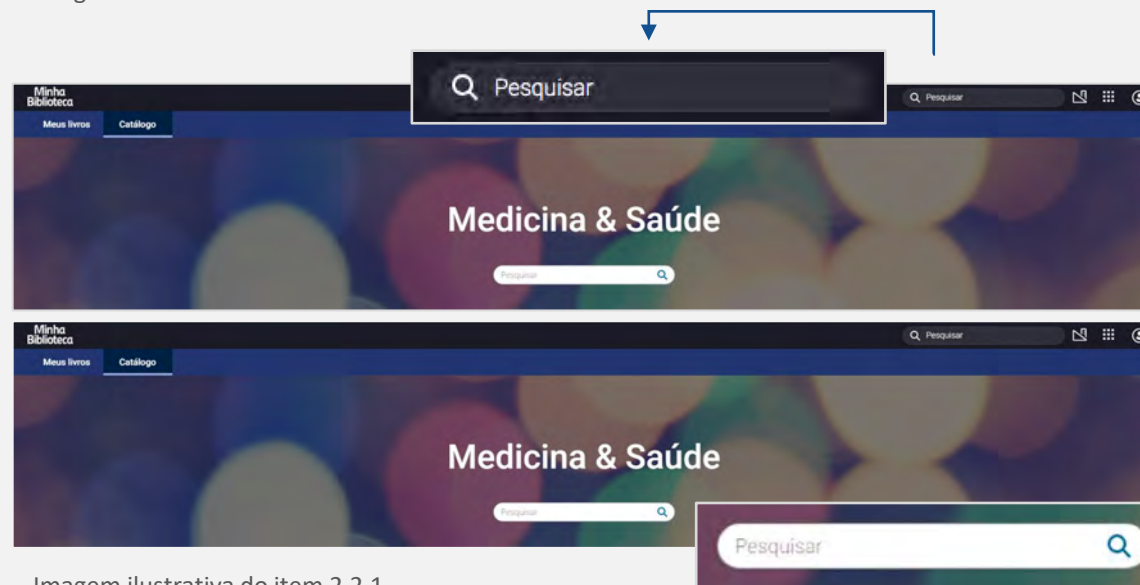 Pesquisar
Minha
Biblioteca
Pesquisar
Meus livros
Catálogo
Medicina & Saúde
Pesquisar
Minha
Biblioteca
Pesquisar
Meus livros
Catálogo
Medicina & Saúde
Pesquisar
Pesquisar
Imagem ilustrativa do item 2.2.1